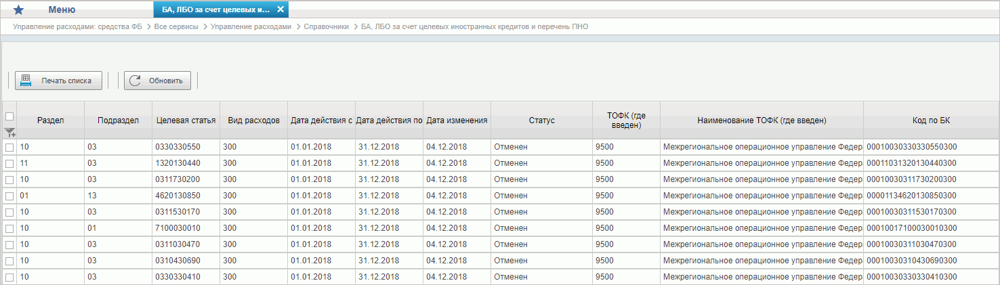 Меню БА, ЛБО за счет целевых и...
Управление расходами: средства ФБ Все сервисы Управление расходами Справочники БА, ЛБО за счет целевых иностранных кредитов и перечень ПНО
Печать списка Обновить
Раздел Подраздел Целевая статья Вид расходов Дата действия с Дата действия по Дата изменения Статус ТОФК (где введен) Наименование ТОФК (где введен) Код по БК
10 03 0330330550 300 01.01.2018 31.12.2018 04.12.2018 Отменен 9500 Межрегиональное операционное управление Федер 00010030330330550300
11 03 1320130440 300 01.01.2018 31.12.2018 04.12.2018 Отменен 9500 Межрегиональное операционное управление Федер 00011031320130440300
10 03 0311730200 300 01.01.2018 31.12.2018 04.12.2018 Отменен 9500 Межрегиональное операционное управление Федер 00010030311730200300
01 13 4620130850 300 01.01.2018 31.12.2018 04.12.2018 Отменен 9500 Межрегиональное операционное управление Федер 00001134620130850300
10 03 0311530170 300 01.01.2018 31.12.2018 04.12.2018 Отменен 9500 Межрегиональное операционное управление Федер 00010030311530170300
10 01 7100030010 300 01.01.2018 31.12.2018 04.12.2018 Отменен 9500 Межрегиональное операционное управление Федер 00010017100030010300
10 03 0311030470 300 01.01.2018 31.12.2018 04.12.2018 Отменен 9500 Межрегиональное операционное управление Федер 00010030311030470300
10 03 0310430690 300 01.01.2018 31.12.2018 04.12.2018 Отменен 9500 Межрегиональное операционное управление Федер 00010030310430690300
10 03 0330330410 300 01.01.2018 31.12.2018 04.12.2018 Отменен 9500 Межрегиональное операционное управление Федер 00010030330330410300